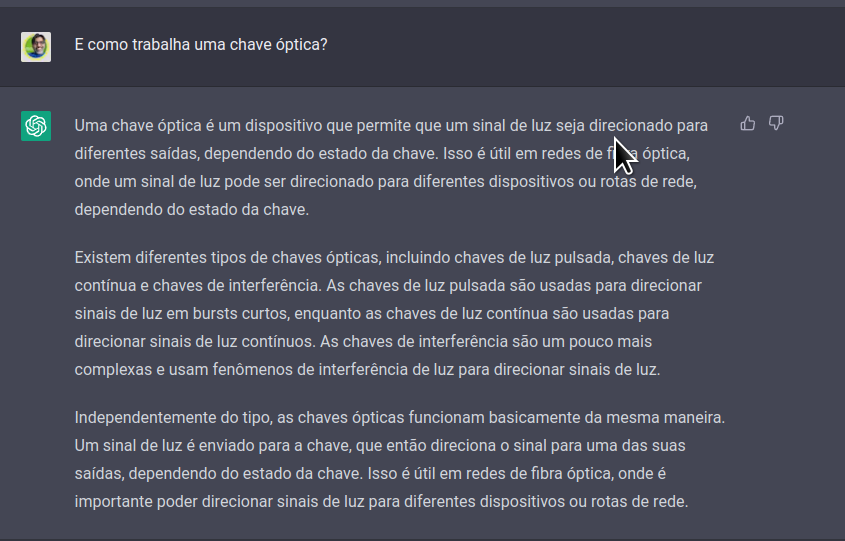 E como trabalha uma chave óptica?
Uma chave óptica é um dispositivo que permite que um sinal de luz seja direcionado para
diferentes saídas, dependendo do estado da chave. Isso é útil em redes de fibra óptica,
onde um sinal de luz pode ser direcionado para diferentes dispositivos ou rotas de rede,
dependendo do estado da chave.
Existem diferentes tipos de chaves ópticas, incluindo chaves de luz pulsada, chaves de luz
contínua e chaves de interferência. As chaves de luz pulsada são usadas para direcionar
sinais de luz em bursts curtos, enquanto as chaves de luz contínua são usadas para
direcionar sinais de luz contínuos. As chaves de interferência são um pouco mais
complexas e usam fenômenos de interferência de luz para direcionar sinais de luz.
Independentemente do tipo, as chaves ópticas funcionam basicamente da mesma maneira.
Um sinal de luz é enviado para a chave, que então direciona o sinal para uma das suas
saídas, dependendo do estado da chave. Isso é útil em redes de fibra óptica, onde é
importante poder direcionar sinais de luz para diferentes dispositivos ou rotas de rede.